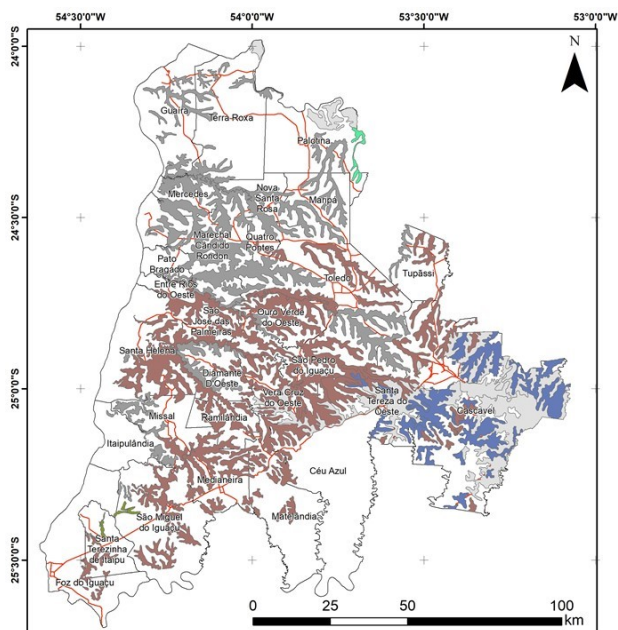 54°30'0"W 54°0'0"W 53°30'0"W 53°0'0"W
24°0'0"S
N
Guaíra
Terra Roxa
Palotina
24°30'0"S
Mercedes
Nova
Santa
Rosa
Maripá
Marechal
Cândido
Rondon
Quatro
Pontes
Pato
Bragado
Toledo
Tupãssi
Entre Rios
do Oeste
São
José das
Palmeiras
Ouro Verde
do Oeste
Santa Helena
São Pedro
do Iguaçu
25°0'0"S
Diamante
D'Oeste
Vera Cruz
do Oeste
Santa
Tereza do
Oeste
Cascavel
Missal
Ramilândia
Itaipulândia
Céu Azul
Medianeira
Matelândia
São Miguel
do Iguaçu
25°30'0"S
Santa
Terezinha
de Itaipu
Foz do Iguaçu
0 25 50 100
km